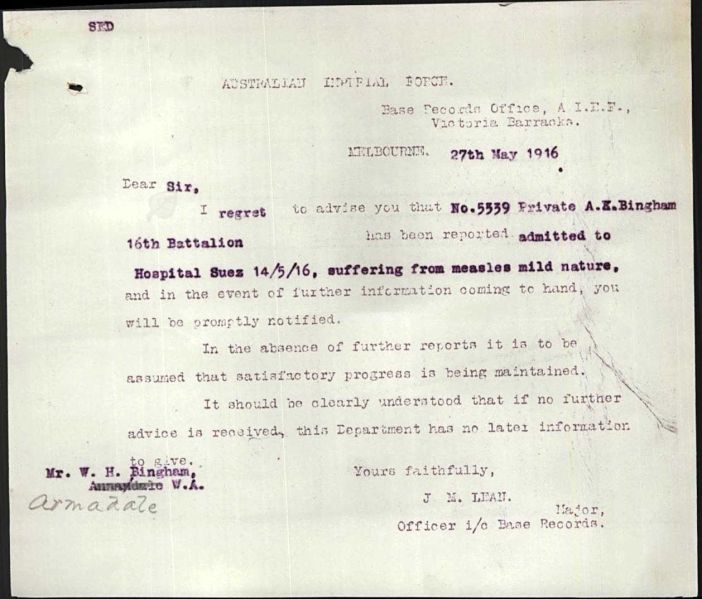 SED
AUSTRALIAN IMPERIAL FORCE.
Base Records Office, A.I.F.,
Victoria Barracks.
MELBOURNE. 27th May 1916
Dear Sir,
I regret to advise you that No.5339 Private A.K.Bingham
16th Battalion has been reported admitted to
Hospital Suez 14/5/16, suffering from measles mild nature,
and in the event of further information coming to hand, you
will be promptly notified.
In the absence of further reports it is to be
assumed that satisfactory progress is being maintained.
It should be clearly understood that if no further
advice is received, this Department has no later information
to give.
Mr. W. H. Bingham,
W.A.
Armadale
Yours faithfully,
J. M. LEAN.
Major,
Officer i/c Base Records.